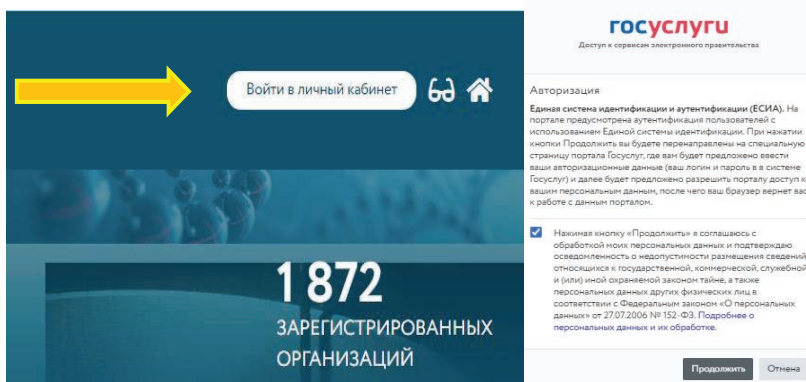 Войти в личный кабинет
1 872
ЗАРЕГИСТРИРОВАННЫХ
ОРГАНИЗАЦИЙ
госуслуги
Доступ к сервисам электронного правительства
Авторизация
Единая система идентификации и аутентификации (ЕСИА). На
портале предусмотрена аутентификация пользователей с
использованием Единой системы идентификации. При нажатии
кнопки Продолжить вы будете перенаправлены на специальную
страницу портала Госуслуг, где вам будет предложено ввести
ваши авторизационные данные (ваш логин и пароль в в системе
Госуслуг) и далее будет предложено разрешить порталу доступ к
вашим персональным данным, после чего ваш браузер вернет вас
к работе с данным порталом.
Нажимая кнопку «Продолжить» я соглашаюсь с
обработкой моих персональных данных и подтверждаю
осведомленность о недопустимости размещения сведений
относящихся к государственной, коммерческой, служебной
и (или) иной охраняемой законом тайне, а также
персональных данных других физических лиц в
соответствии с Федеральным законом «О персональных
данных» от 27.07.2006 № 152-ФЗ. Подробнее о
персональных данных и их обработке.
Продолжить Отмена